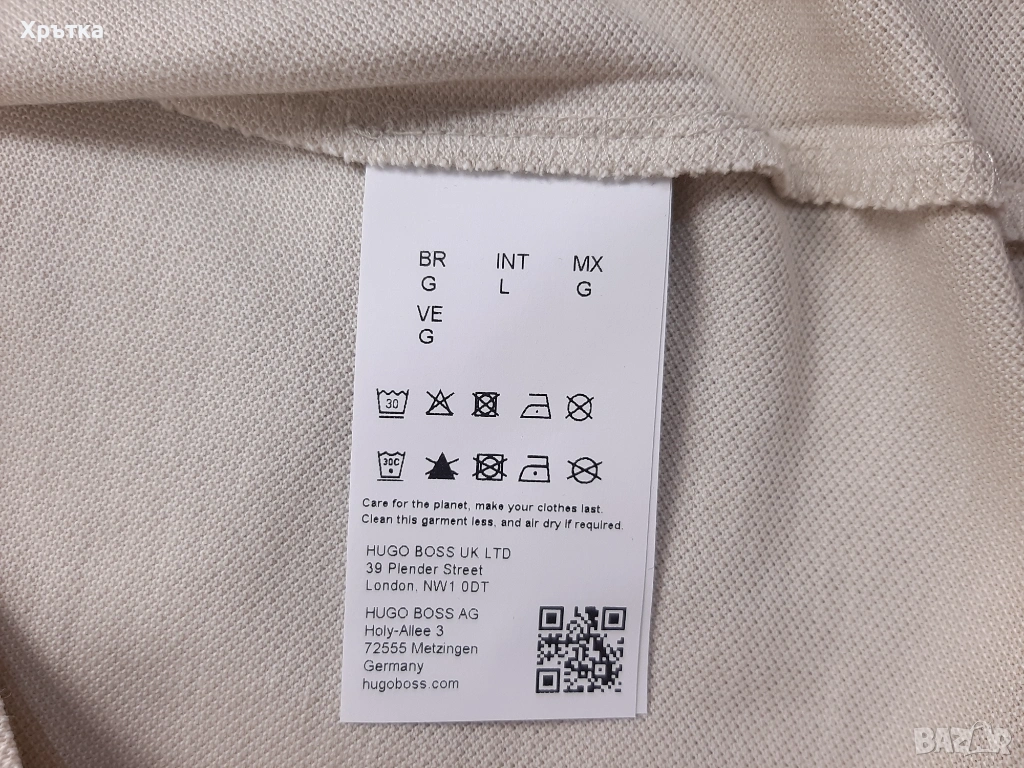 Хрътка
BR INT MX
G L G
VE
G
30
30C
Care for the planet, make your clothes last.
Clean this garment less, and air dry if required.
HUGO BOSS UK LTD
39 Plender Street
London, NW1 0DT
HUGO BOSS AG
Holy-Allee 3
72555 Metzingen
Germany
hugoboss.com
BAZAR